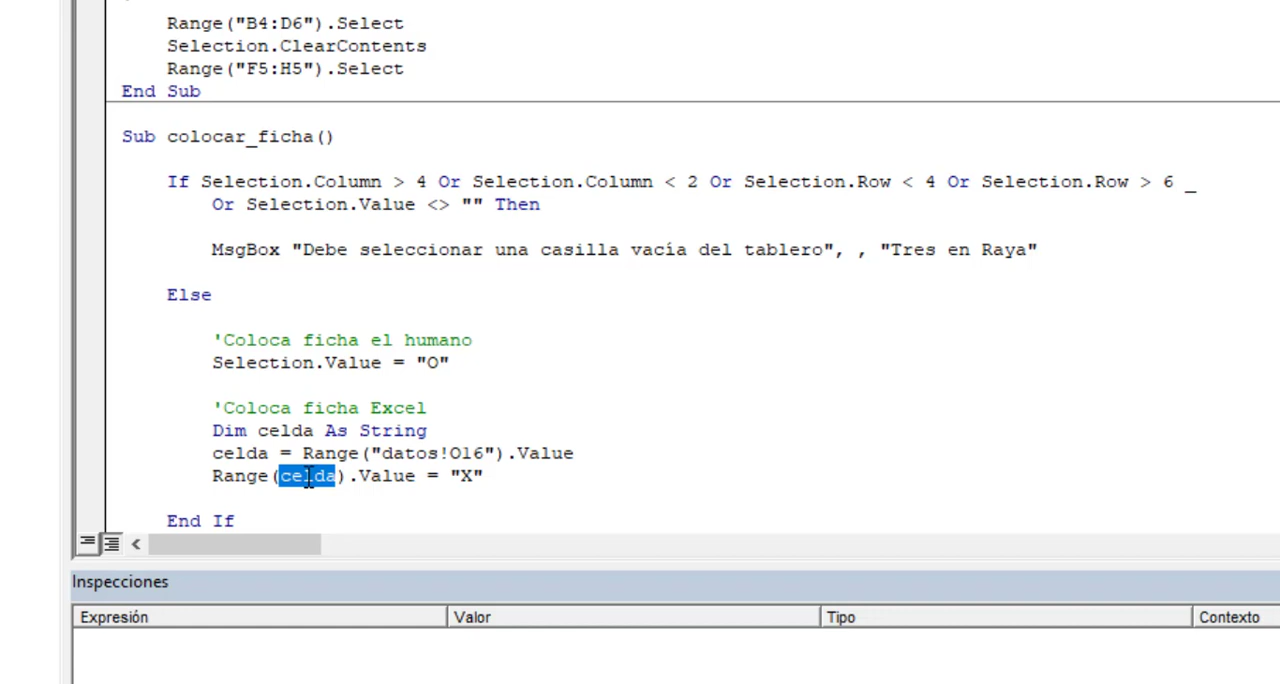 Range("B4:D6").Select
Selection.ClearContents
Range("F5:H5").Select
End Sub
Sub colocar_ficha()
If Selection.Column > 4 Or Selection.Column < 2 Or Selection.Row < 4 Or Selection.Row > 6 _
Or Selection.Value <> "" Then
MsgBox "Debe seleccionar una casilla vacía del tablero", , "Tres en Raya"
Else
'Coloca ficha el humano
Selection.Value = "O"
'Coloca ficha Excel
Dim celda As String
celda = Range("datos!O16").Value
Range(celda).Value = "X"
End If
Inspecciones
Expresión Valor Tipo Contexto